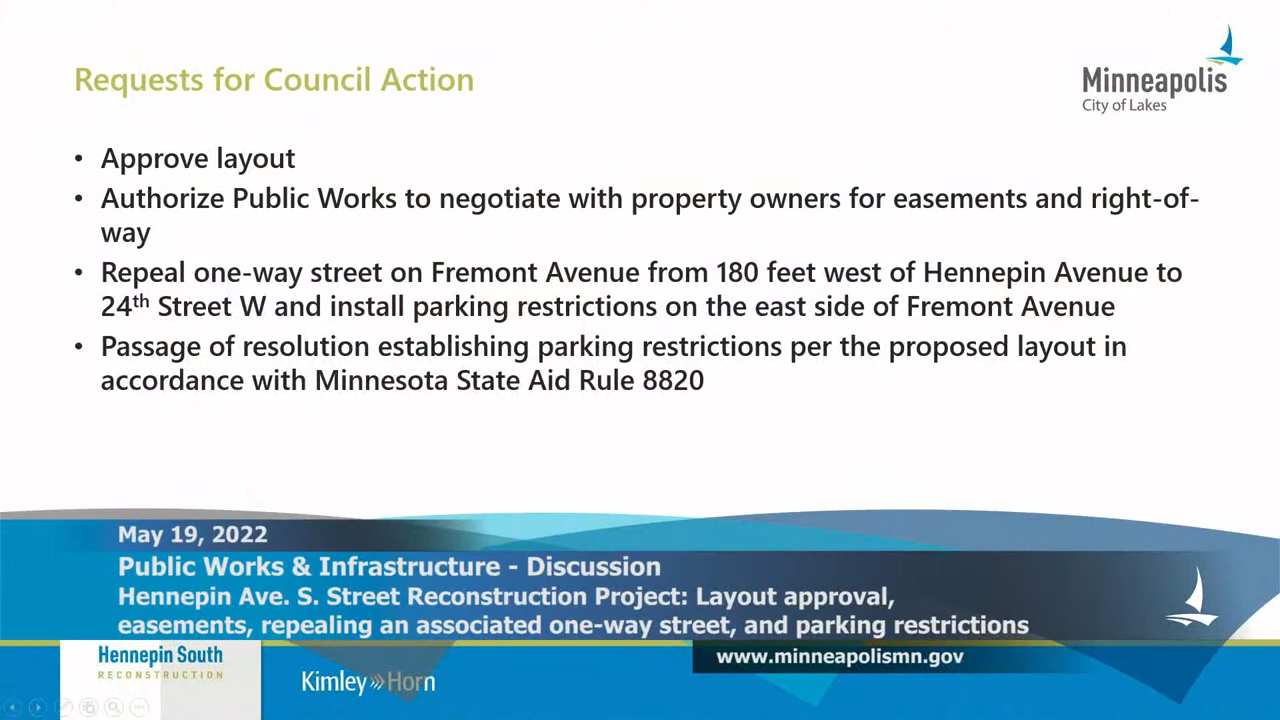 Requests for Council Action
Minneapolis
City of Lakes
• Approve layout
• Authorize Public Works to negotiate with property owners for easements and right-of-
way
• Repeal one-way street on Fremont Avenue from 180 feet west of Hennepin Avenue to
24th Street W and install parking restrictions on the east side of Fremont Avenue
• Passage of resolution establishing parking restrictions per the proposed layout in
accordance with Minnesota State Aid Rule 8820
May 19, 2022
Public Works & Infrastructure - Discussion
Hennepin Ave. S. Street Reconstruction Project: Layout approval,
easements, repealing an associated one-way street, and parking restrictions
Hennepin South
RECONSTRUCTION
Kimley»Horn
www.minneapolismn.gov